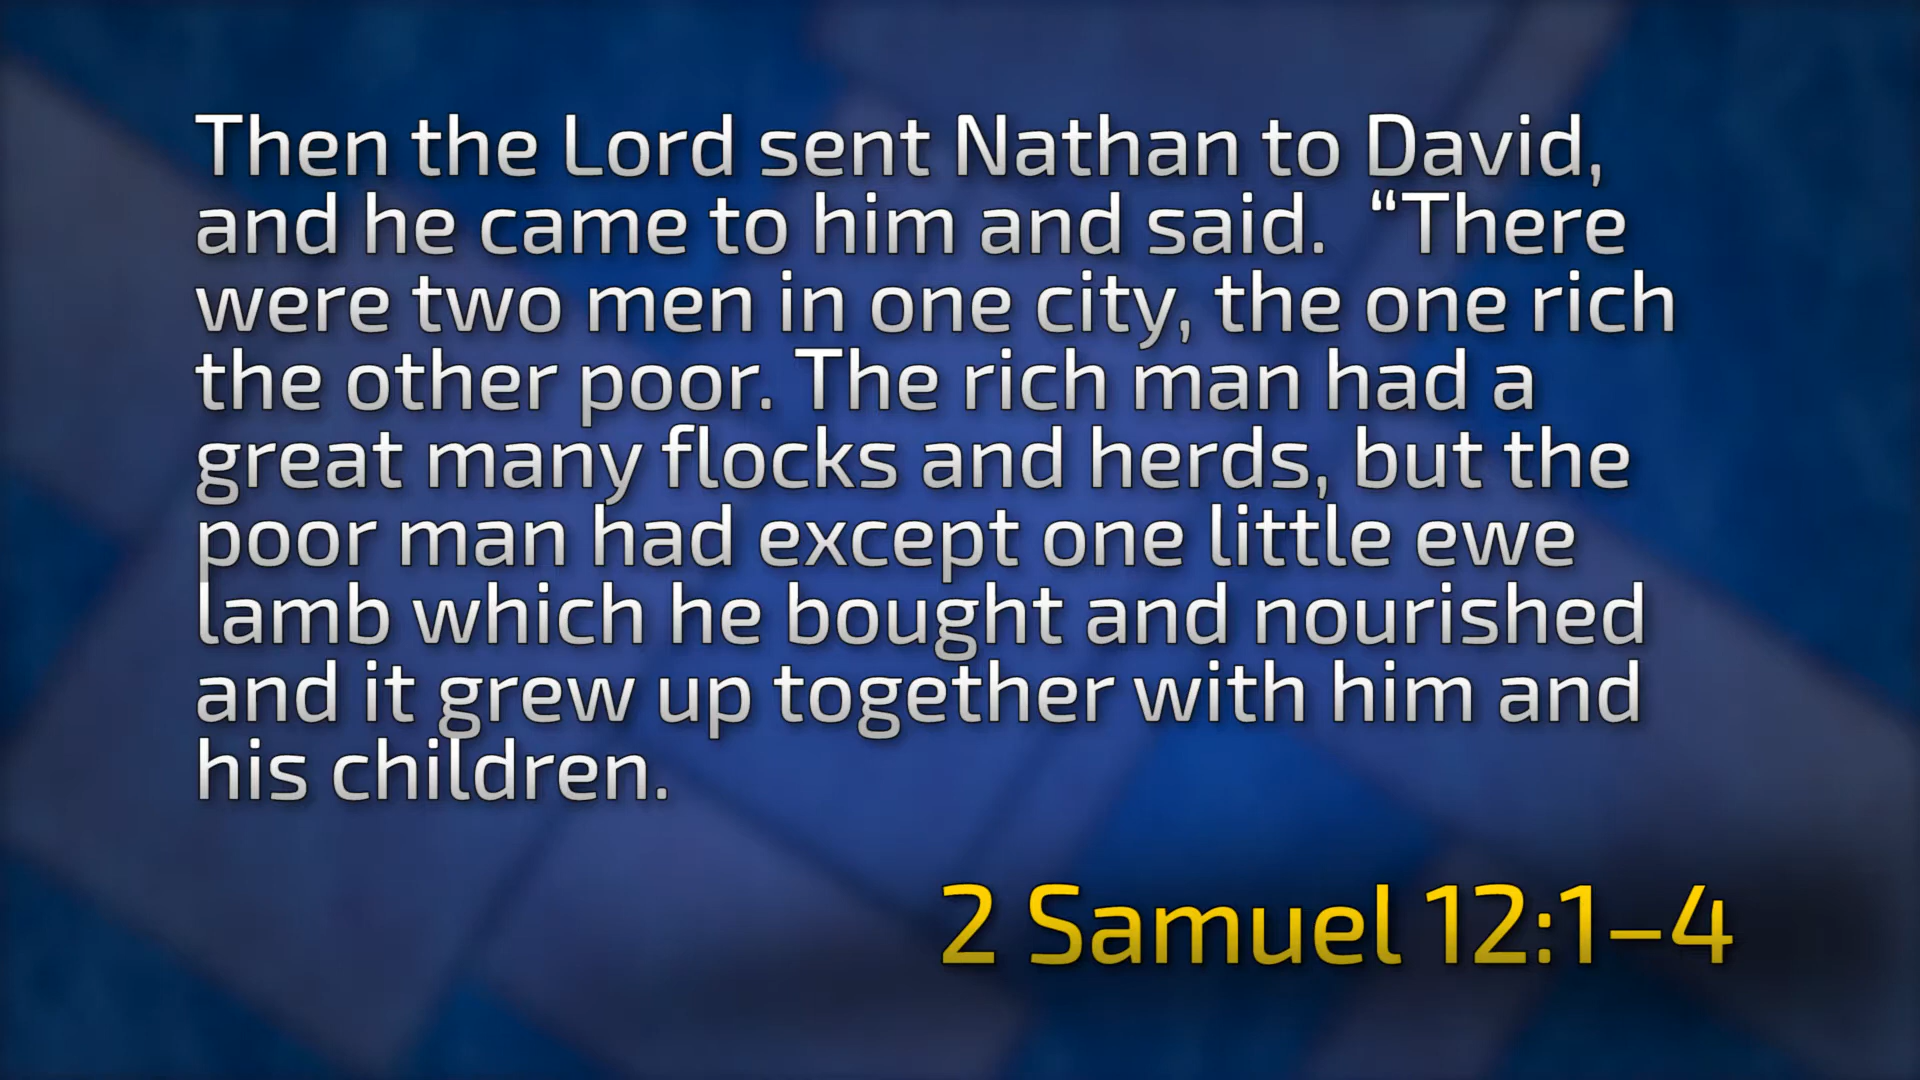 Then the Lord sent Nathan to David,
and he came to him and said.  “There
were two men in one city, the one rich
the other poor. The rich man had a
great many flocks and herds, but the
poor man had except one little ewe
lamb which he bought and nourished
and it grew up together with him and
his children.
2 Samuel 12:1–4